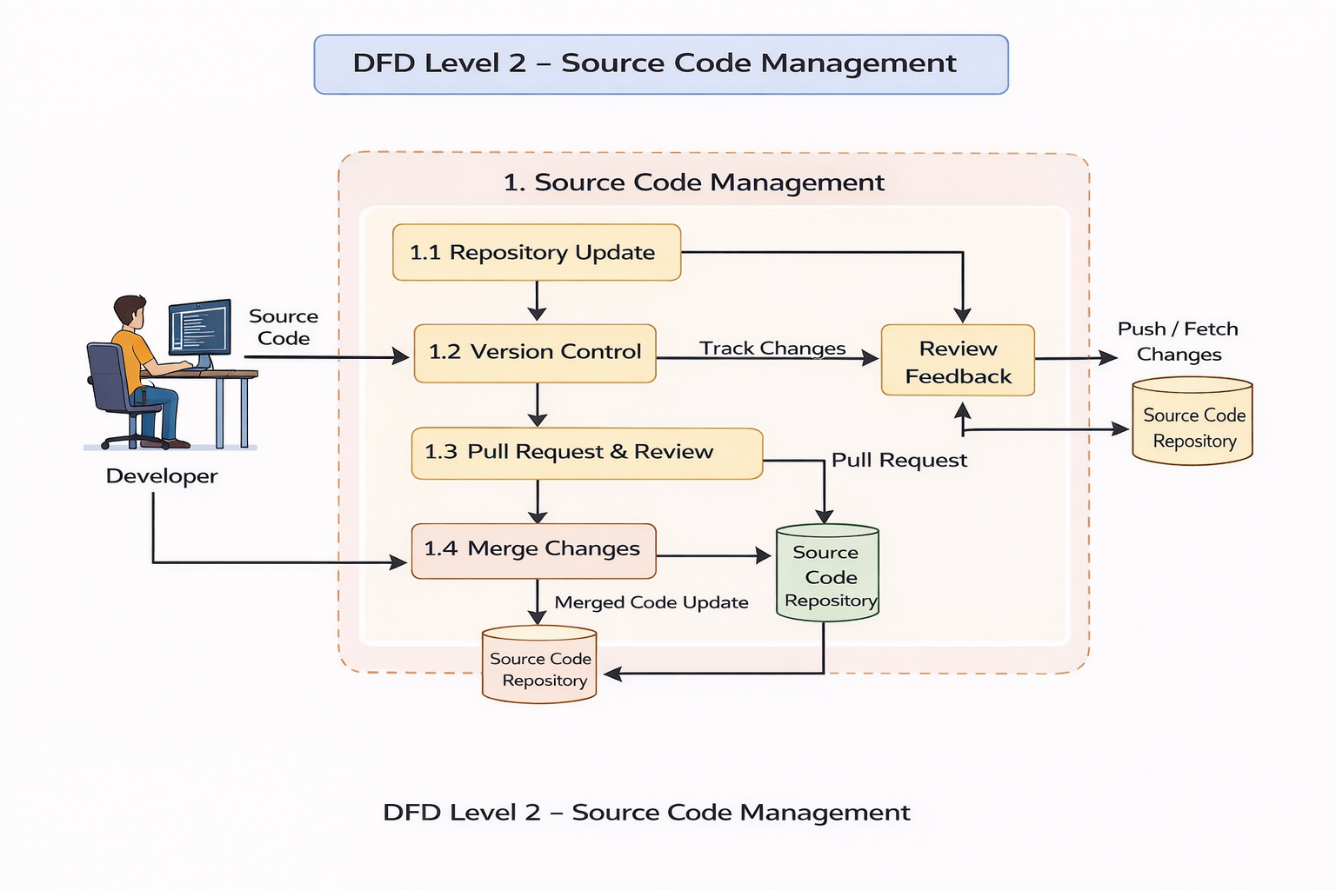 DFD Level 2 – Source Code Management
1. Source Code Management
1.1 Repository Update
Source
Code
1.2 Version Control
Track Changes
Review
Feedback
Push / Fetch
Changes
Source Code
Repository
1.3 Pull Request & Review
Pull Request
Developer
1.4 Merge Changes
Source
Code
Repository
Merged Code Update
Source Code
Repository
DFD Level 2 – Source Code Management